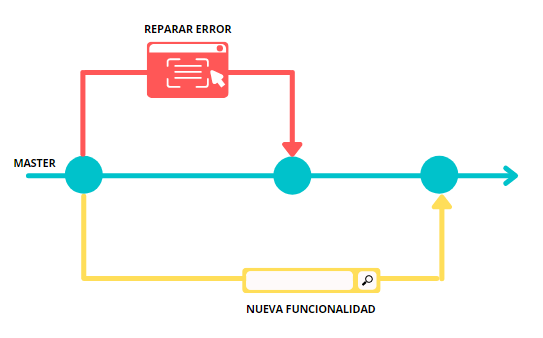 REPARAR ERROR
MASTER
NUEVA FUNCIONALIDAD